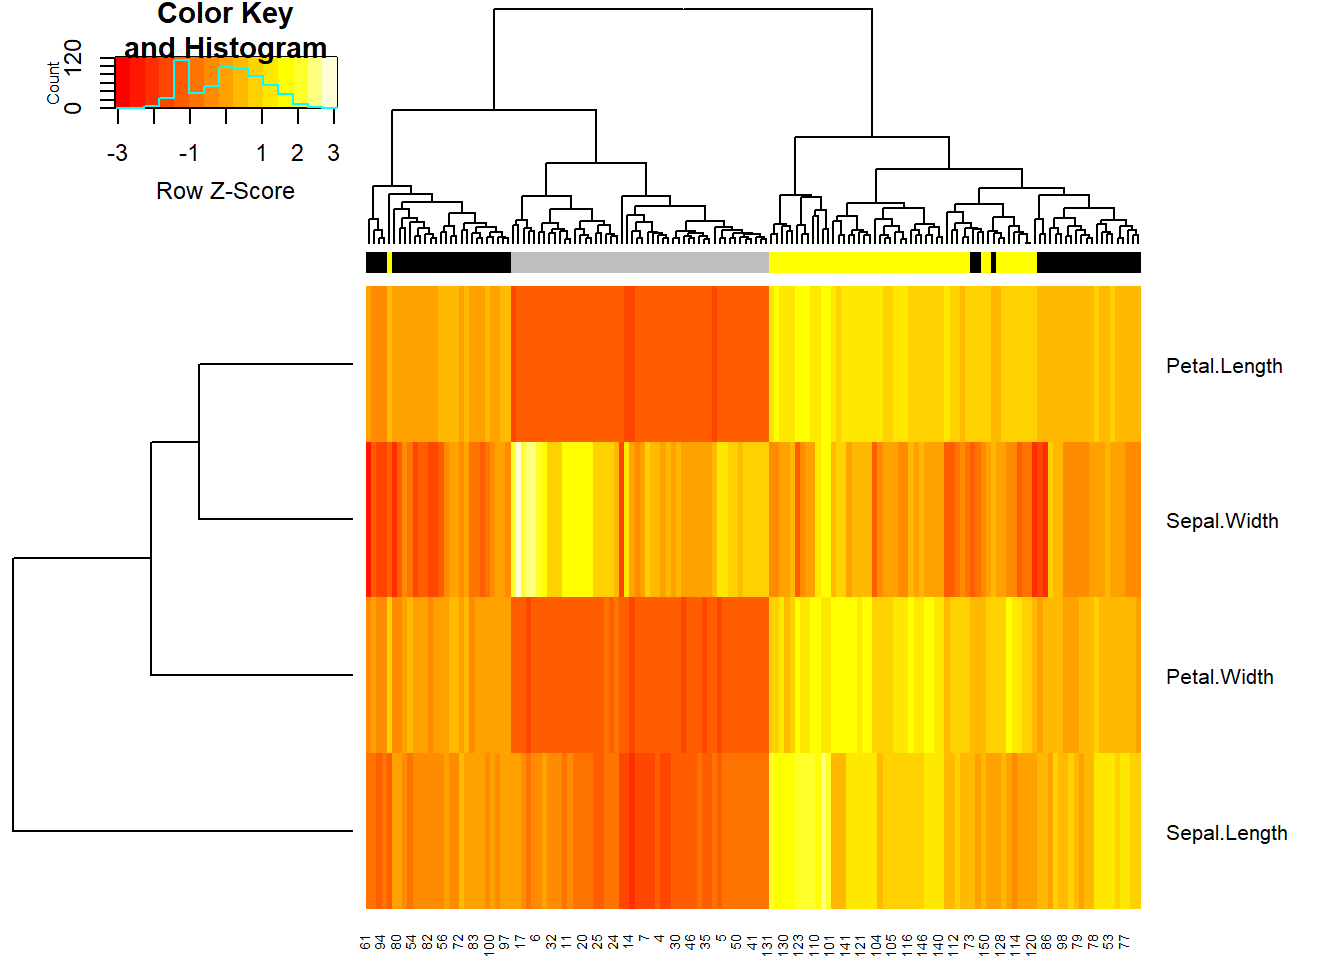 Color Key
and Histogram
Count
0 120
-3 -1 1 2 3
Row Z-Score
Petal.Length
Sepal.Width
Petal.Width
Sepal.Length
61 94 80 54 82 56 72 83 100 97 17 6 32 11 20 25 24 14 7 4 30 46 35 5 50 41 131 130 123 110 101 141 121 104 105 116 146 140 112 73 150 128 114 120 86 98 79 78 53 77